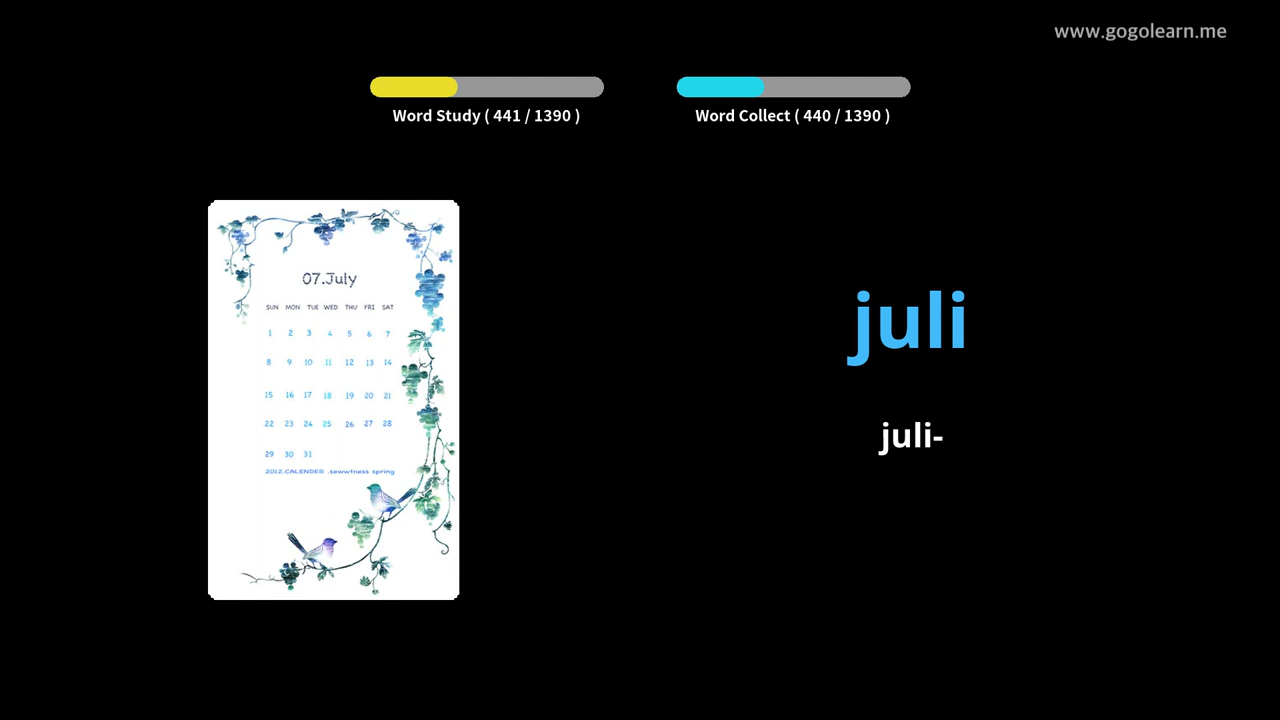 www.gogolearn.me
Word Study ( 441 / 1390 )
Word Collect ( 440 / 1390 )
07.July
SUN MON TUE WED THU FRI SAT
1 2 3 4 5 6 7
8 9 10 11 12 13 14
15 16 17 18 19 20 21
22 23 24 25 26 27 28
29 30 31
2012.CALENDER .sewwtness spring
juli
juli-